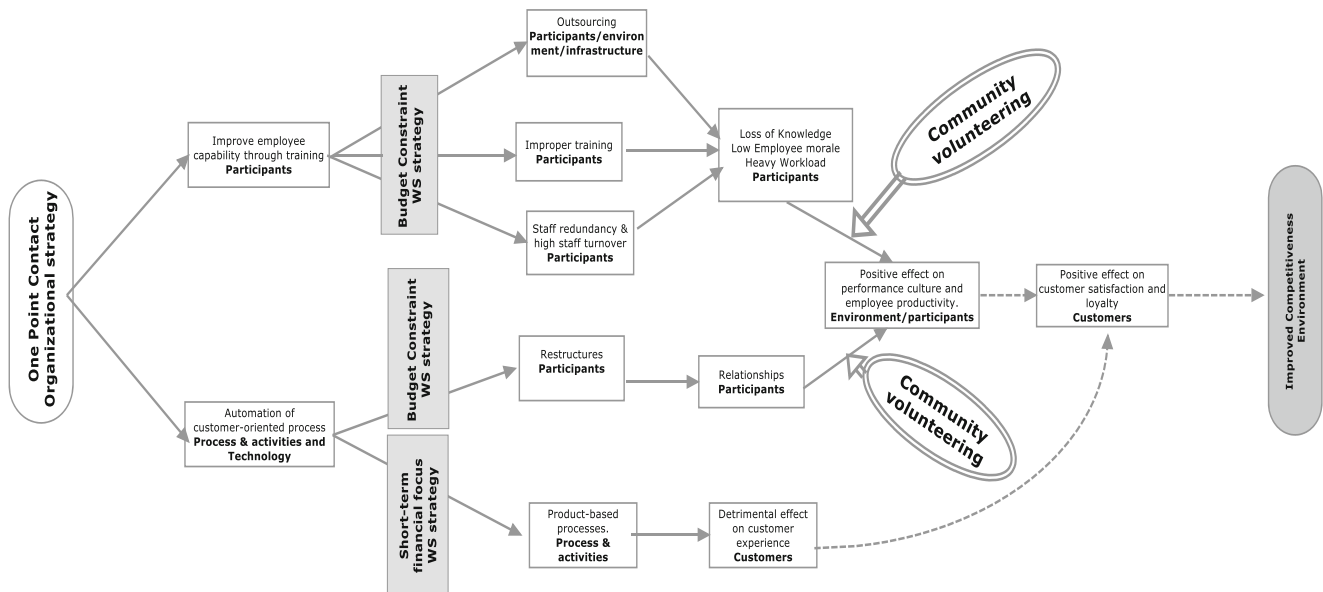 One Point Contact
Organizational strategy
Improve employee
capability through training
Participants
Automation of
customer-oriented process
Process & activities and
Technology
Budget Constraint
WS strategy
Budget Constraint
WS strategy
Short-term
financial focus
WS strategy
Outsourcing
Participants/environ
ment/infrastructure
Improper training
Participants
Staff redundancy &
high staff turnover
Participants
Restructures
Participants
Product-based
processes.
Process &
activities
Loss of Knowledge
Low Employee morale
Heavy Workload
Participants
Relationships
Participants
Detrimental effect
on customer
experience
Customers
Community
volunteering
Positive effect on
performance culture and
employee productivity.
Environment/participants
Community
volunteering
Positive effect on
customer satisfaction and
loyalty
Customers
Improved Competitiveness
Environment